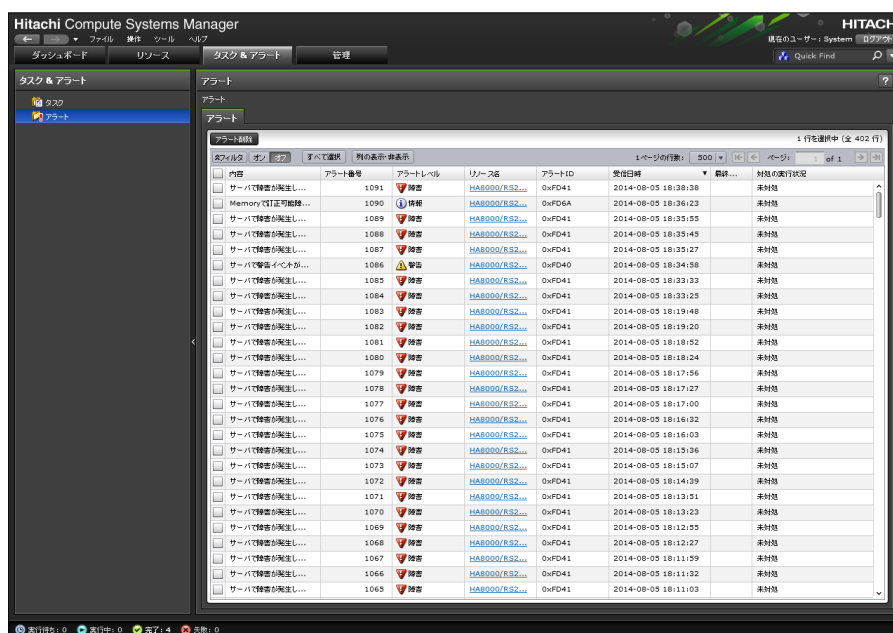 Hitachi Compute Systems Manager
HITACH
ファイル 操作 ツール ヘルプ
現在のユーザー: System ログアウト
ダッシュボード リソース タスク & アラート 管理
Quick Find
タスク & アラート
タスク
アラート
アラート
?
アラート
アラート
アラート削除
1 行を選択中 (全 402 行)
フィルタ オン オフ すべて選択 列の表示・非表示
1ページの行数: 500 ページ: 1 of 1
内容 アラート番号 アラートレベル リソース名 アラートID 受信日時 ▼ 最終... 対処の実行状況
サーバで障害が発生し... 1091 障害 HA8000/RS2... 0xFD41 2014-08-05 18:38:38 未対処
Memoryで訂正可能障... 1090 情報 HA8000/RS2... 0xFD6A 2014-08-05 18:36:23 未対処
サーバで障害が発生し... 1089 障害 HA8000/RS2... 0xFD41 2014-08-05 18:35:55 未対処
サーバで障害が発生し... 1088 障害 HA8000/RS2... 0xFD41 2014-08-05 18:35:45 未対処
サーバで障害が発生し... 1087 障害 HA8000/RS2... 0xFD41 2014-08-05 18:35:27 未対処
サーバで警告イベントが... 1086 警告 HA8000/RS2... 0xFD40 2014-08-05 18:34:58 未対処
サーバで障害が発生し... 1085 障害 HA8000/RS2... 0xFD41 2014-08-05 18:33:33 未対処
サーバで障害が発生し... 1084 障害 HA8000/RS2... 0xFD41 2014-08-05 18:33:25 未対処
サーバで障害が発生し... 1083 障害 HA8000/RS2... 0xFD41 2014-08-05 18:19:48 未対処
サーバで障害が発生し... 1082 障害 HA8000/RS2... 0xFD41 2014-08-05 18:19:20 未対処
サーバで障害が発生し... 1081 障害 HA8000/RS2... 0xFD41 2014-08-05 18:18:52 未対処
サーバで障害が発生し... 1080 障害 HA8000/RS2... 0xFD41 2014-08-05 18:18:24 未対処
サーバで障害が発生し... 1079 障害 HA8000/RS2... 0xFD41 2014-08-05 18:17:56 未対処
サーバで障害が発生し... 1078 障害 HA8000/RS2... 0xFD41 2014-08-05 18:17:27 未対処
サーバで障害が発生し... 1077 障害 HA8000/RS2... 0xFD41 2014-08-05 18:17:00 未対処
サーバで障害が発生し... 1076 障害 HA8000/RS2... 0xFD41 2014-08-05 18:16:32 未対処
サーバで障害が発生し... 1075 障害 HA8000/RS2... 0xFD41 2014-08-05 18:16:03 未対処
サーバで障害が発生し... 1074 障害 HA8000/RS2... 0xFD41 2014-08-05 18:15:36 未対処
サーバで障害が発生し... 1073 障害 HA8000/RS2... 0xFD41 2014-08-05 18:15:07 未対処
サーバで障害が発生し... 1072 障害 HA8000/RS2... 0xFD41 2014-08-05 18:14:39 未対処
サーバで障害が発生し... 1071 障害 HA8000/RS2... 0xFD41 2014-08-05 18:13:51 未対処
サーバで障害が発生し... 1070 障害 HA8000/RS2... 0xFD41 2014-08-05 18:13:23 未対処
サーバで障害が発生し... 1069 障害 HA8000/RS2... 0xFD41 2014-08-05 18:12:55 未対処
サーバで障害が発生し... 1068 障害 HA8000/RS2... 0xFD41 2014-08-05 18:12:27 未対処
サーバで障害が発生し... 1067 障害 HA8000/RS2... 0xFD41 2014-08-05 18:11:59 未対処
サーバで障害が発生し... 1066 障害 HA8000/RS2... 0xFD41 2014-08-05 18:11:32 未対処
サーバで障害が発生し... 1065 障害 HA8000/RS2... 0xFD41 2014-08-05 18:11:03 未対処
実行待ち: 0 実行中: 0 完了: 4 失敗: 0